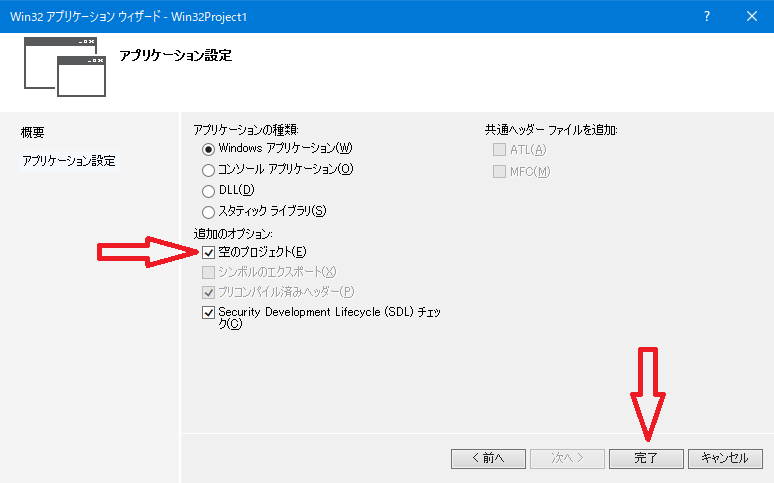 Win32 アプリケーション ウィザード - Win32Project1
? ×
アプリケーション設定
概要
アプリケーション設定
アプリケーションの種類:
Windows アプリケーション(W)
コンソール アプリケーション(O)
DLL(D)
スタティック ライブラリ(S)
追加のオプション:
空のプロジェクト(E)
シンボルのエクスポート(X)
プリコンパイル済みヘッダー(P)
Security Development Lifecycle (SDL) チェッ
ク(C)
共通ヘッダー ファイルを追加:
ATL(A)
MFC(M)
< 前へ
次へ >
完了
キャンセル